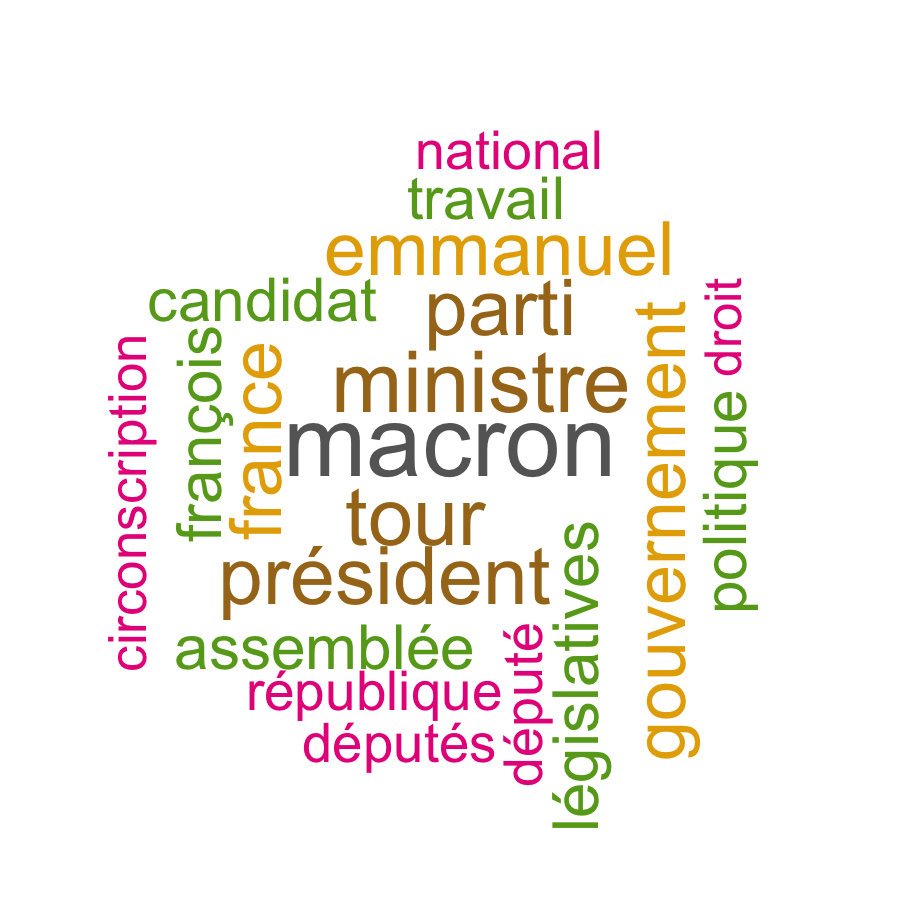 national
travail
emmanuel
candidat
parti
droit
circonscription
françois
france
ministre
gouvernement
macron
politique
tour
président
législatives
assemblée
député
république
députés